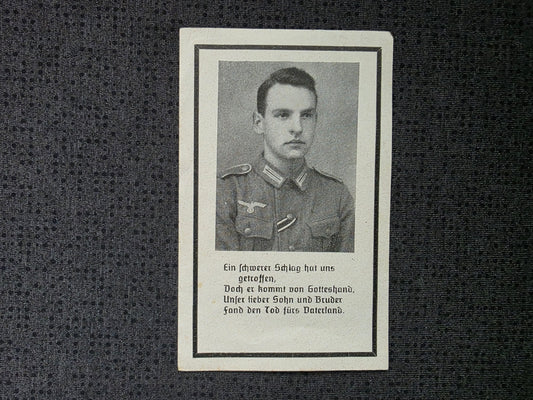 Ein schwerer Schlag hat uns
getroffen,
Doch er kommt von Gotteshand,
Unser lieber Sohn und Bruder
Fand den Tod fürs Vaterland.